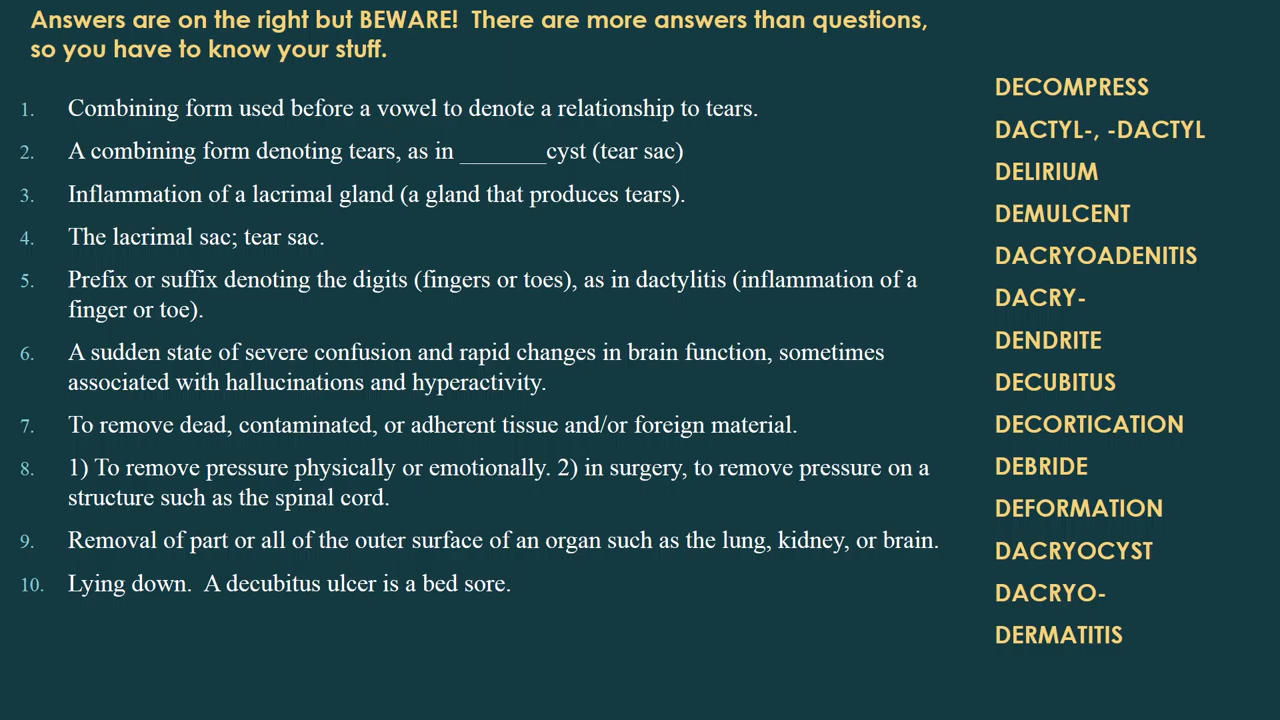 Answers are on the right but BEWARE!  There are more answers than questions,
so you have to know your stuff.
1. Combining form used before a vowel to denote a relationship to tears.
2. A combining form denoting tears, as in _______cyst (tear sac)
3. Inflammation of a lacrimal gland (a gland that produces tears).
4. The lacrimal sac; tear sac.
5. Prefix or suffix denoting the digits (fingers or toes), as in dactylitis (inflammation of a
finger or toe).
6. A sudden state of severe confusion and rapid changes in brain function, sometimes
associated with hallucinations and hyperactivity.
7. To remove dead, contaminated, or adherent tissue and/or foreign material.
8. 1) To remove pressure physically or emotionally. 2) in surgery, to remove pressure on a
structure such as the spinal cord.
9. Removal of part or all of the outer surface of an organ such as the lung, kidney, or brain.
10. Lying down.  A decubitus ulcer is a bed sore.
DECOMPRESS
DACTYL-, -DACTYL
DELIRIUM
DEMULCENT
DACRYOADENITIS
DACRY-
DENDRITE
DECUBITUS
DECORTICATION
DEBRIDE
DEFORMATION
DACRYOCYST
DACRYO-
DERMATITIS